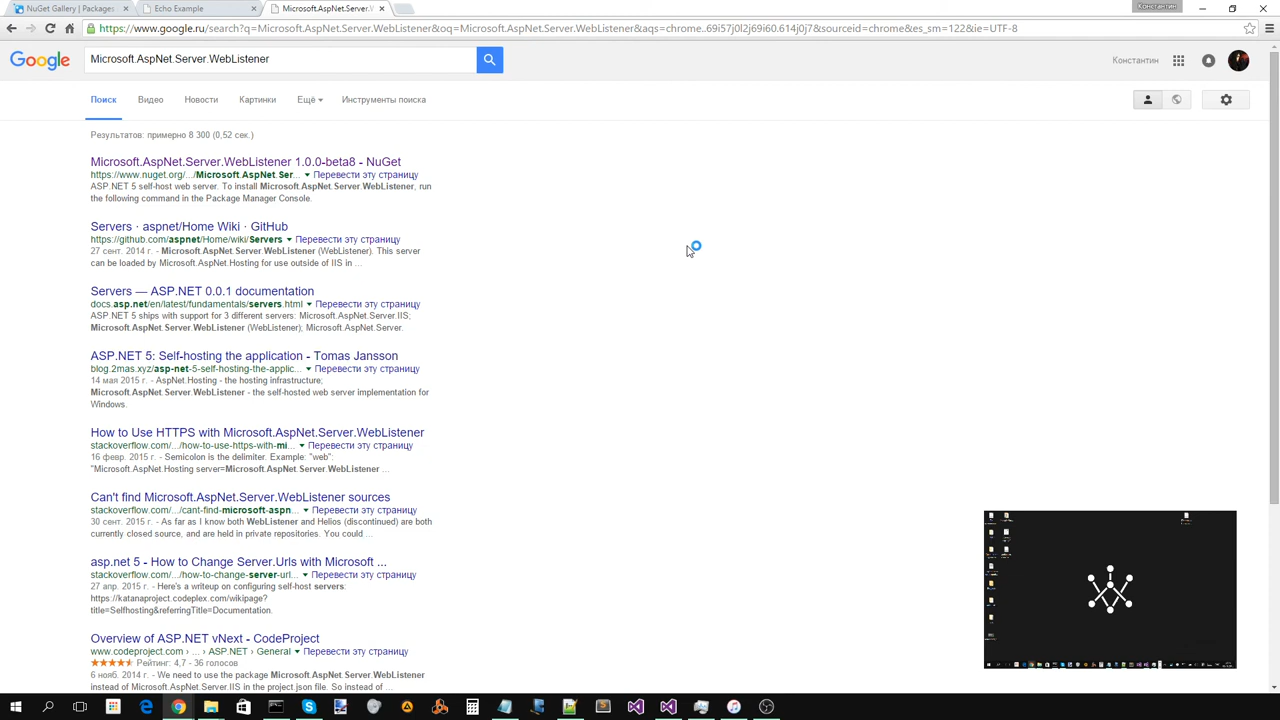 NuGet Gallery | Packages
Echo Example
Microsoft.AspNet.Server.V
Константин
https://www.google.ru/search?q=Microsoft.AspNet.Server.WebListener&oq=Microsoft.AspNet.Server.WebListener&aqs=chrome..69i57j0l2j69i60.614j0j7&sourceid=chrome&es_sm=122&ie=UTF-8
Google
Microsoft.AspNet.Server.WebListener
Константин
Поиск Видео Новости Картинки Ещё Инструменты поиска
Результатов: примерно 8 300 (0,52 сек.)
Microsoft.AspNet.Server.WebListener 1.0.0-beta8 - NuGet
https://www.nuget.org/.../Microsoft.AspNet.Ser... Перевести эту страницу
ASP.NET 5 self-host web server. To install Microsoft.AspNet.Server.WebListener, run
the following command in the Package Manager Console.
Servers · aspnet/Home Wiki · GitHub
https://github.com/aspnet/Home/wiki/Servers Перевести эту страницу
27 сент. 2014 г. - Microsoft.AspNet.Server.WebListener (WebListener). This server
can be loaded by Microsoft.AspNet.Hosting for use outside of IIS in ...
Servers — ASP.NET 0.0.1 documentation
docs.asp.net/en/latest/fundamentals/servers.html Перевести эту страницу
ASP.NET 5 ships with support for 3 different servers: Microsoft.AspNet.Server.IIS;
Microsoft.AspNet.Server.WebListener (WebListener); Microsoft.AspNet.Server.
ASP.NET 5: Self-hosting the application - Tomas Jansson
blog.2mas.xyz/asp-net-5-self-hosting-the-applic... Перевести эту страницу
14 мая 2015 г. - AspNet.Hosting - the hosting infrastructure;
Microsoft.AspNet.Server.WebListener - the self-hosted web server implementation for
Windows.
How to Use HTTPS with Microsoft.AspNet.Server.WebListener
stackoverflow.com/.../how-to-use-https-with-mi... Перевести эту страницу
16 февр. 2015 г. - Semicolon is the delimiter. Example: "web":
"Microsoft.AspNet.Hosting server=Microsoft.AspNet.Server.WebListener ...
Can't find Microsoft.AspNet.Server.WebListener sources
stackoverflow.com/.../cant-find-microsoft-aspn... Перевести эту страницу
30 сент. 2015 г. - As far as I know both WebListener and Helios (discontinued) are both
currently closed source, and are held in private repositories. You could ...
asp.net 5 - How to Change Server.Urls with Microsoft ...
stackoverflow.com/.../how-to-change-server-url... Перевести эту страницу
27 апр. 2015 г. - Here's a writeup on configuring self-host servers:
https://katanaproject.codeplex.com/wikipage?
title=Selfhosting&referringTitle=Documentation.
Overview of ASP.NET vNext - CodeProject
www.codeproject.com › ... › ASP.NET › General Перевести эту страницу
Рейтинг: 4,7 - 36 голосов
6 нояб. 2014 г. - We need to use the package Microsoft.AspNet.Server.WebListener
instead of Microsoft.AspNet.Server.IIS in the project json file. So instead of ...